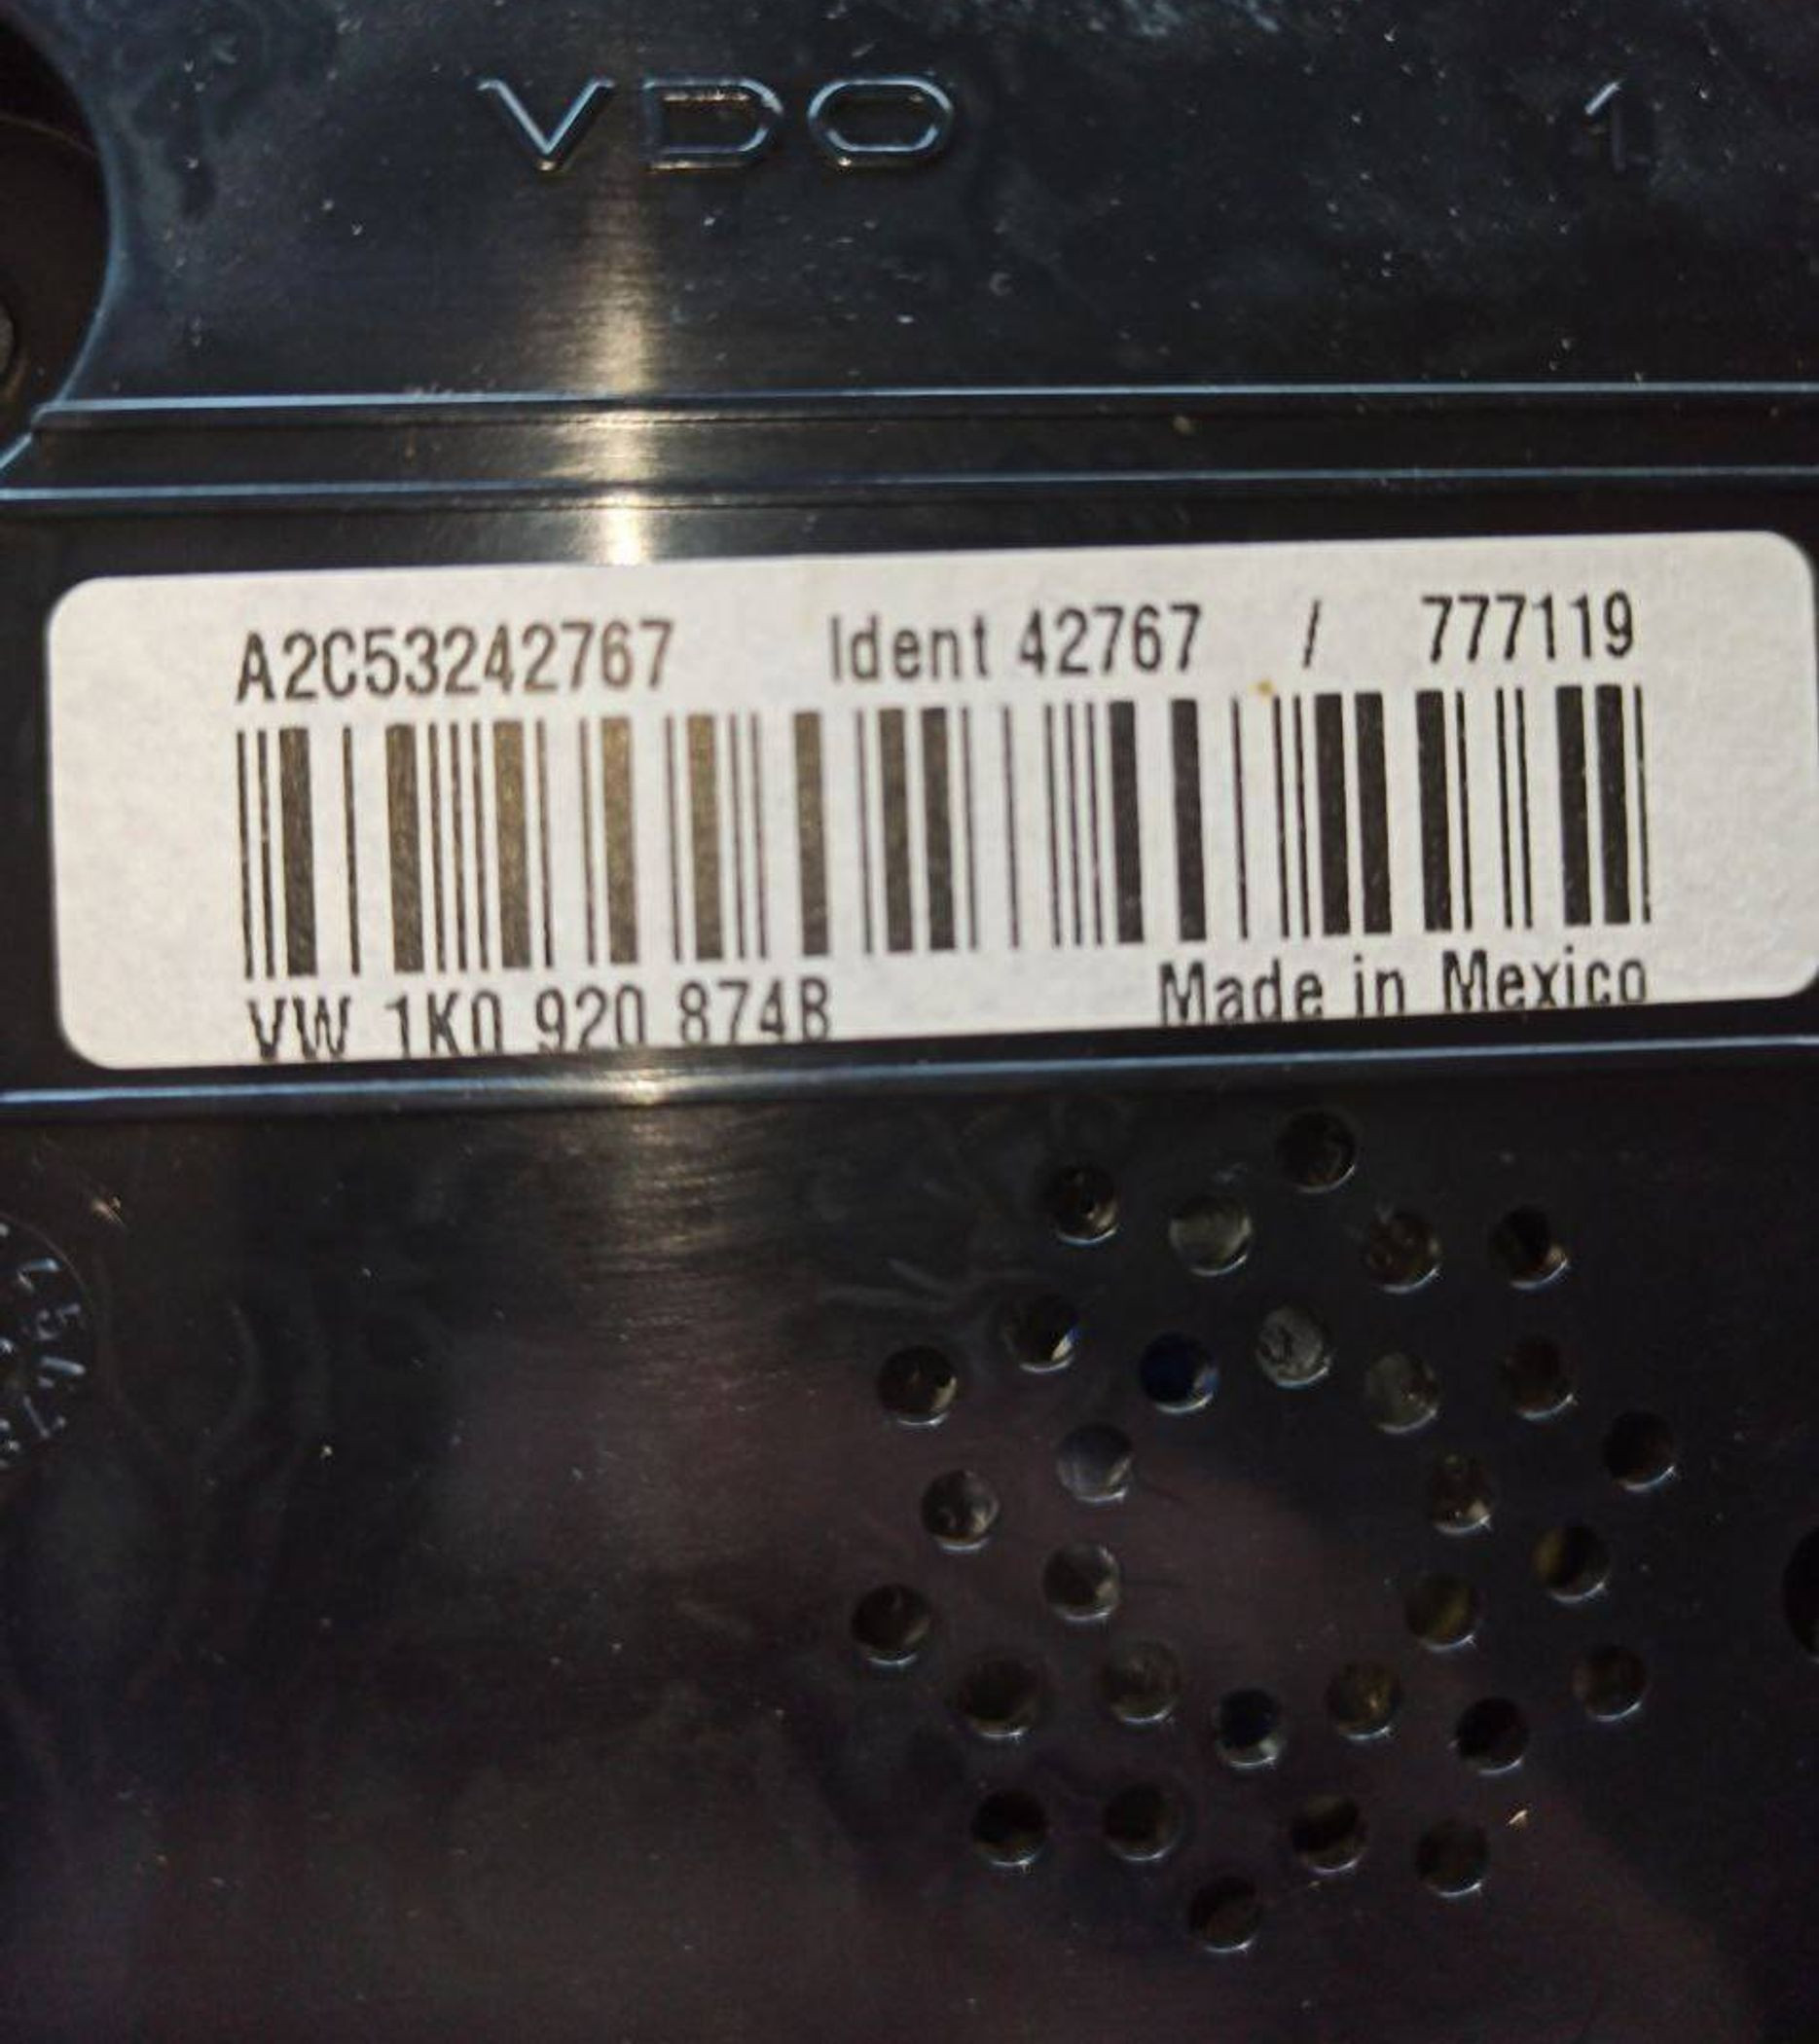 VDO 1
A2C53242767 Ident 42767 / 777119
VW 1K0 920 874B Made in Mexico